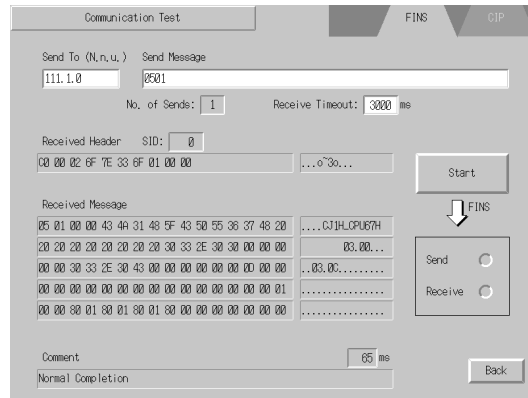 Communication Test
FINS
CIP
Send To (N.n.u.) Send Message
111.1.0 0501
No. of Sends: 1 Receive Timeout: 3000 ms
Received Header SID: 0
C0 00 02 6F 7E 33 6F 01 00 00 ...o~3o...
Start
Received Message
FINS
05 01 00 00 43 4A 31 48 5F 43 50 55 36 37 48 20 ....CJ1H_CPU67H
20 20 20 20 20 20 20 20 30 33 2E 30 30 00 00 00 03.00...
00 00 30 33 2E 30 43 00 00 00 00 00 00 0D 00 00 ..03.0C.........
Send
00 00 00 00 00 00 00 00 00 00 00 00 00 00 00 01 ................
Receive
00 00 80 01 80 01 80 01 80 00 00 00 00 00 00 00 ................
Comment 65 ms
Normal Completion
Back